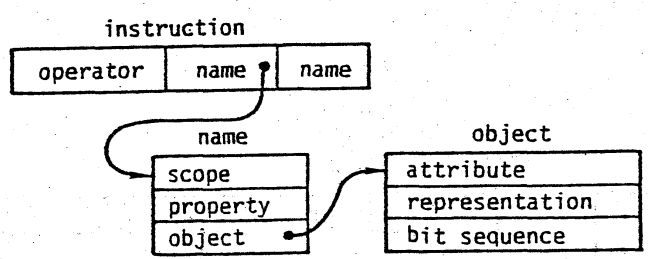 instruction
operator name name
name
scope
property
object
object
attribute
representation
bit sequence